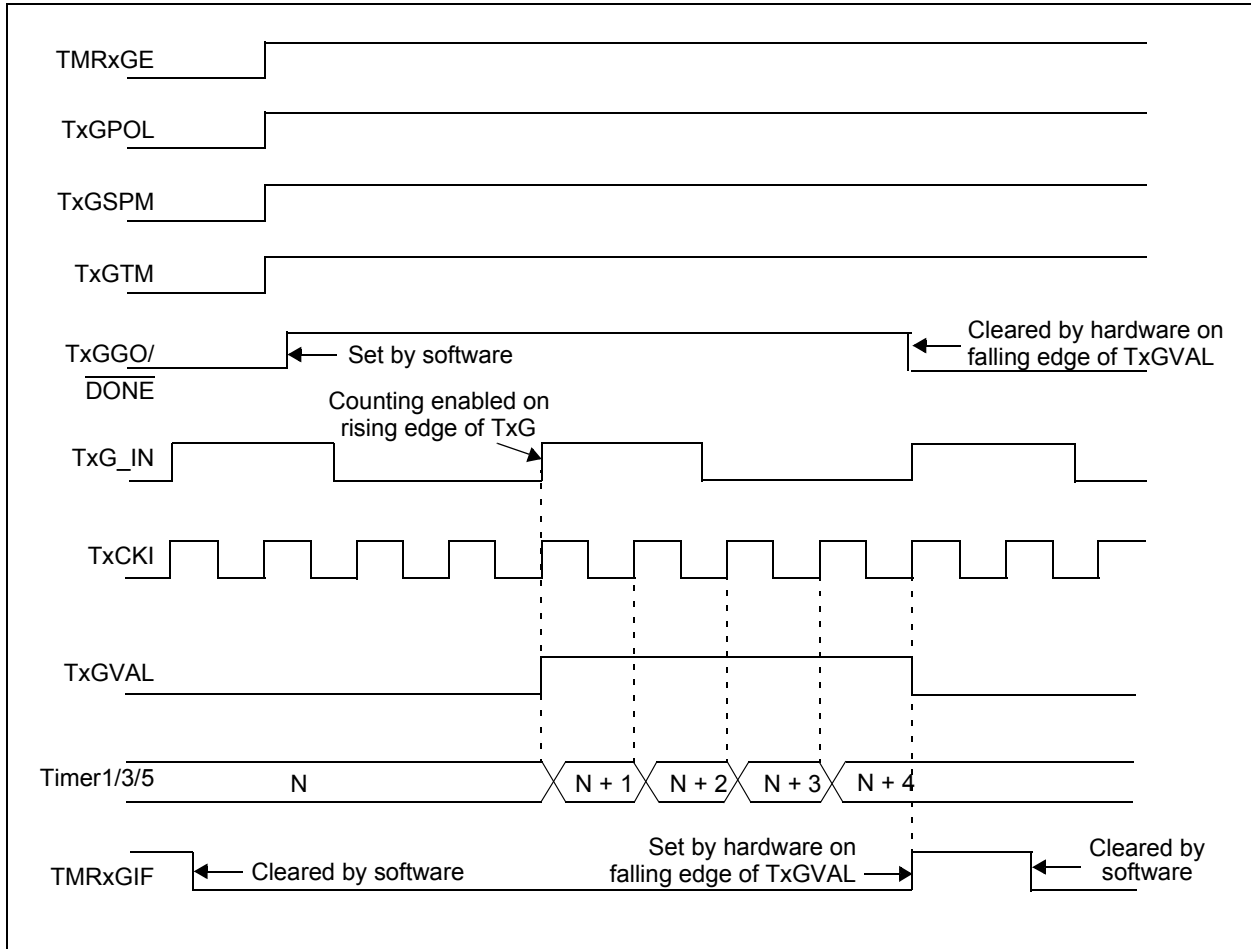 TMRxGE
TxGPOL
TxGSPM
TxGTM
TxGGO/
DONE
Set by software
Cleared by hardware on
falling edge of TxGVAL
Counting enabled on
rising edge of TxG
TxG_IN
TxCKI
TxGVAL
Timer1/3/5
N
N + 1
N + 2
N + 3
N + 4
TMRxGIF
Cleared by software
Set by hardware on
falling edge of TxGVAL
Cleared by
software